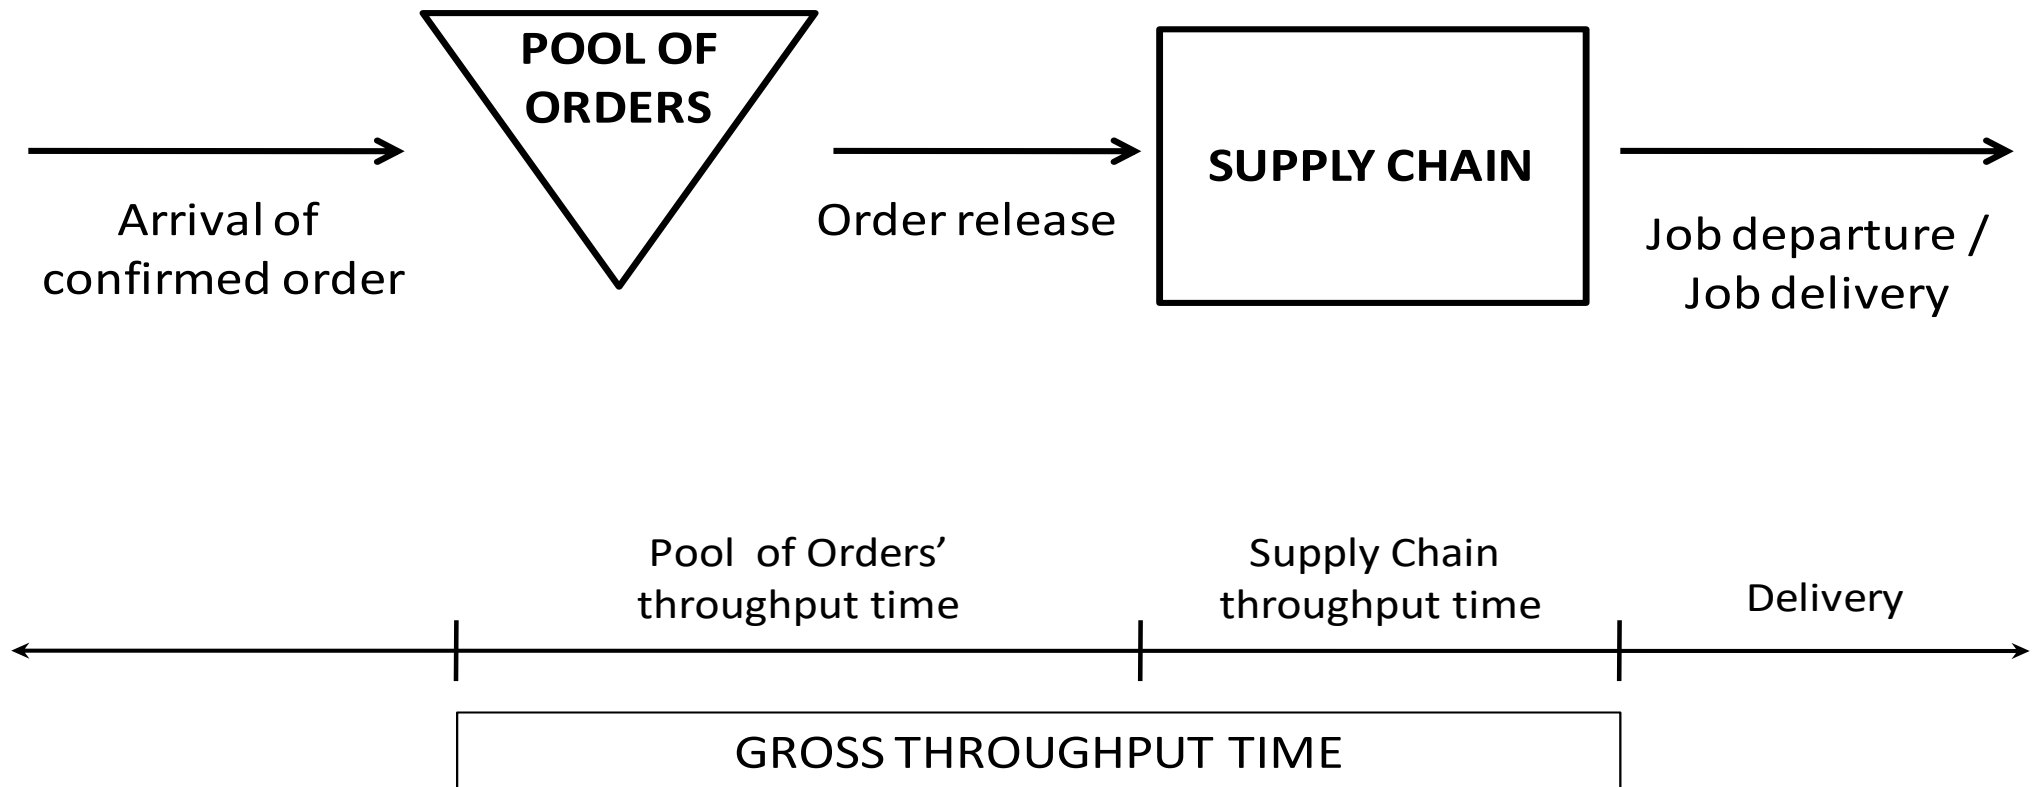 POOL OF
ORDERS
SUPPLY CHAIN
Arrival of
confirmed order
Order release
Job departure /
Job delivery
Pool  of Orders’
throughput time
Supply Chain
throughput time
Delivery
GROSS THROUGHPUT TIME